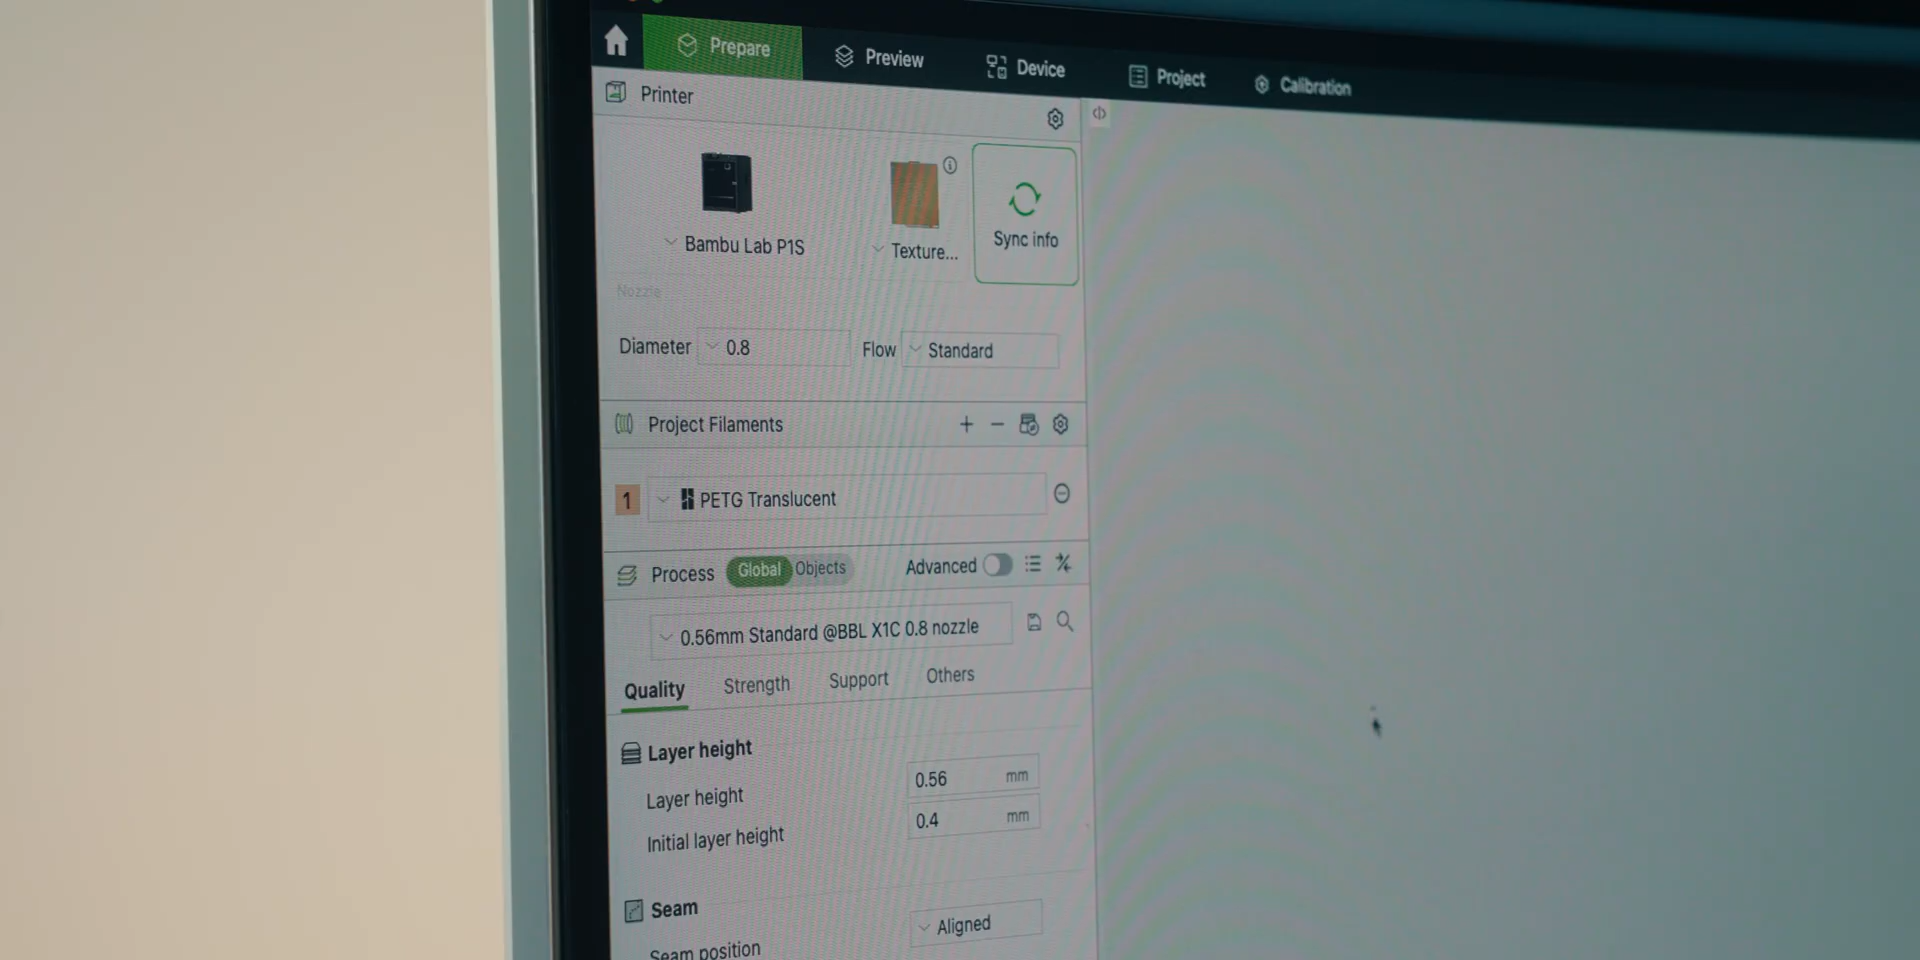 Prepare Preview Device Project Calibration
Printer
Bambu Lab P1S Texture... Sync info
Nozzle
Diameter 0.8 Flow Standard
Project Filaments
1 PETG Translucent
Process Global Objects Advanced
0.56mm Standard @BBL X1C 0.8 nozzle
Quality Strength Support Others
Layer height
Layer height 0.56 mm
Initial layer height 0.4 mm
Seam
Seam position Aligned